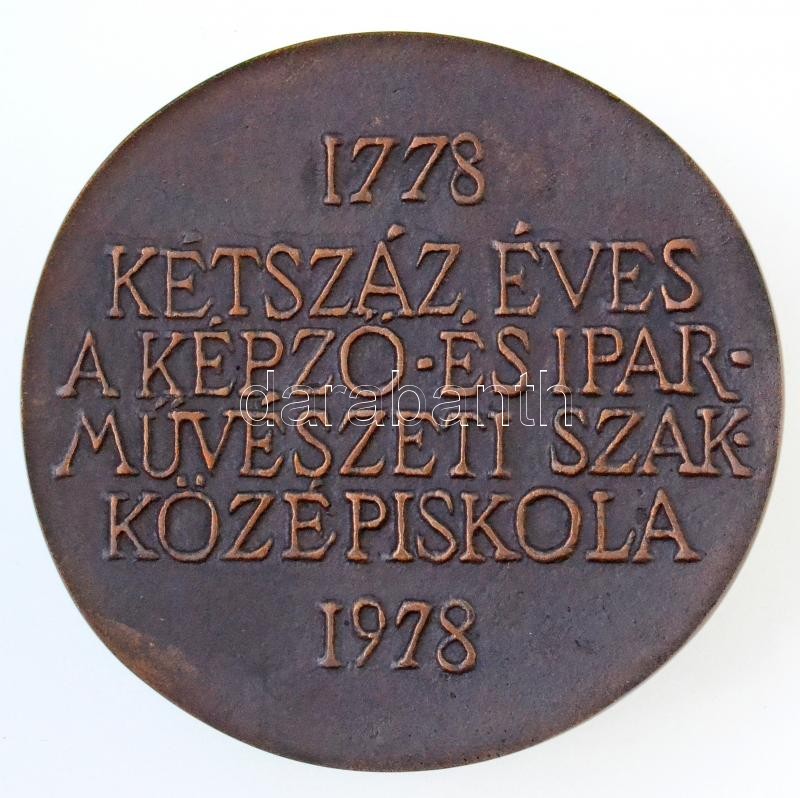 1778
KÉTSZÁZ ÉVES
A KÉPZŐ-ÉS IPAR-
MŰVÉSZETI SZAK-
KÖZÉPISKOLA
1978
darabanth